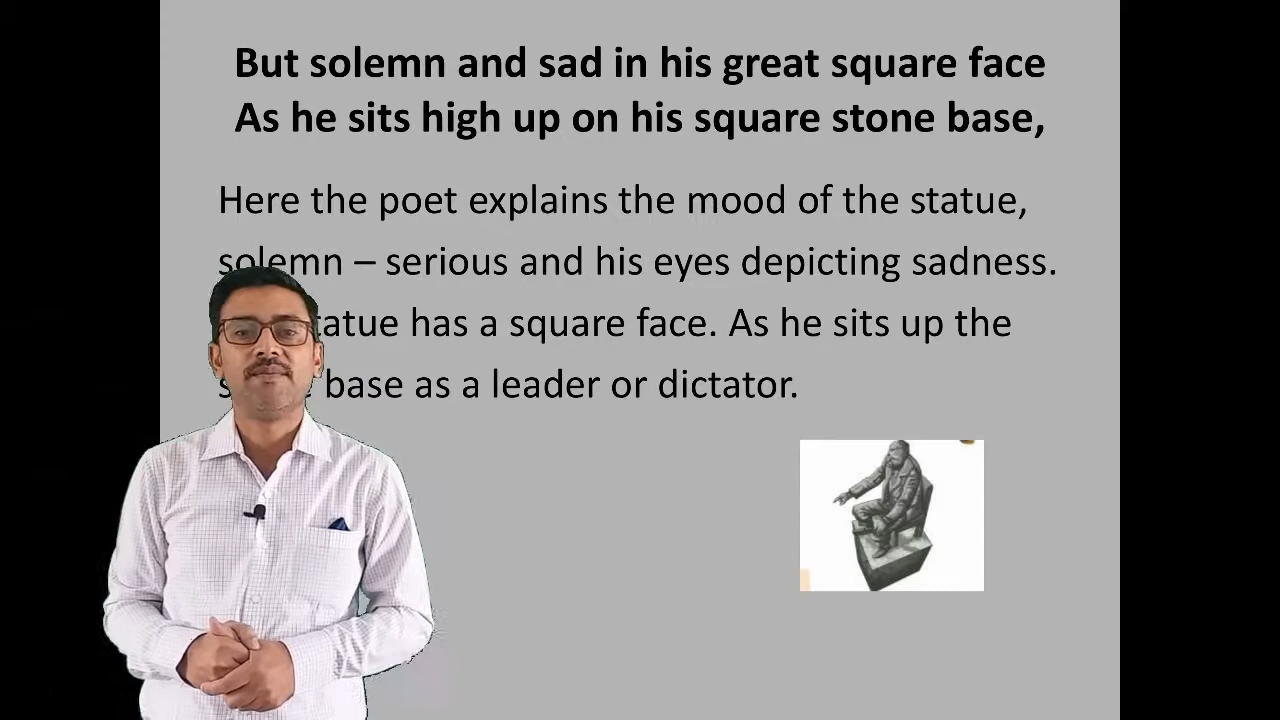 But solemn and sad in his great square face
As he sits high up on his square stone base,
Here the poet explains the mood of the statue,
solemn – serious and his eyes depicting sadness.
has a square face. As he sits up the
base as a leader or dictator.